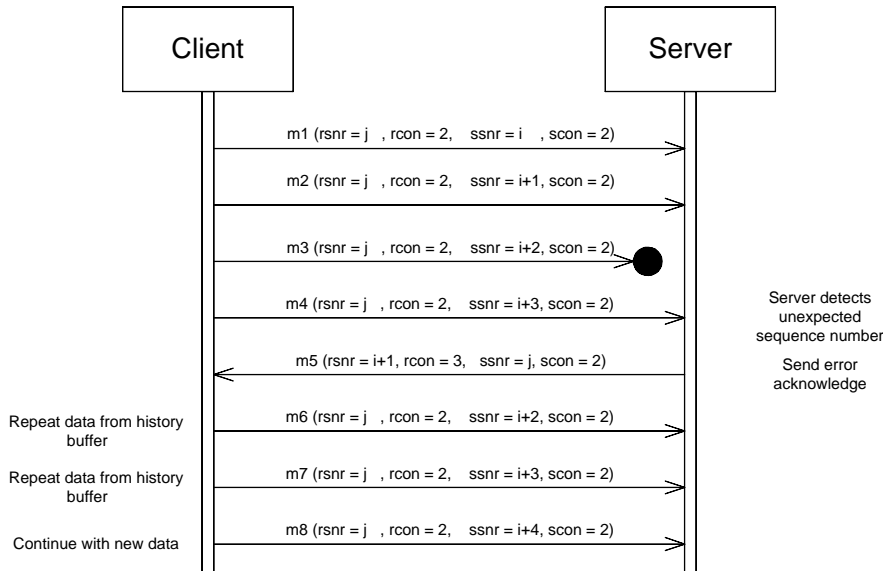 Client
Server
m1 (rsnr = j , rcon = 2, ssnr = i , scon = 2)
m2 (rsnr = j , rcon = 2, ssnr = i+1, scon = 2)
m3 (rsnr = j , rcon = 2, ssnr = i+2, scon = 2)
m4 (rsnr = j , rcon = 2, ssnr = i+3, scon = 2)
Server detects
unexpected
sequence number
m5 (rsnr = i+1, rcon = 3, ssnr = j, scon = 2)
Send error
acknowledge
Repeat data from history
buffer
m6 (rsnr = j , rcon = 2, ssnr = i+2, scon = 2)
Repeat data from history
buffer
m7 (rsnr = j , rcon = 2, ssnr = i+3, scon = 2)
Continue with new data
m8 (rsnr = j , rcon = 2, ssnr = i+4, scon = 2)